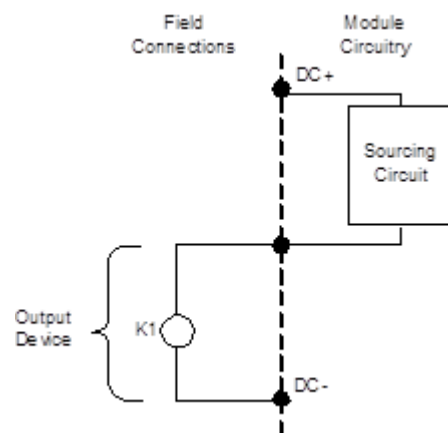 Field
Connections
Module
Circuitry
DC+
Sourcing
Circuit
Output
Device
K1
DC-